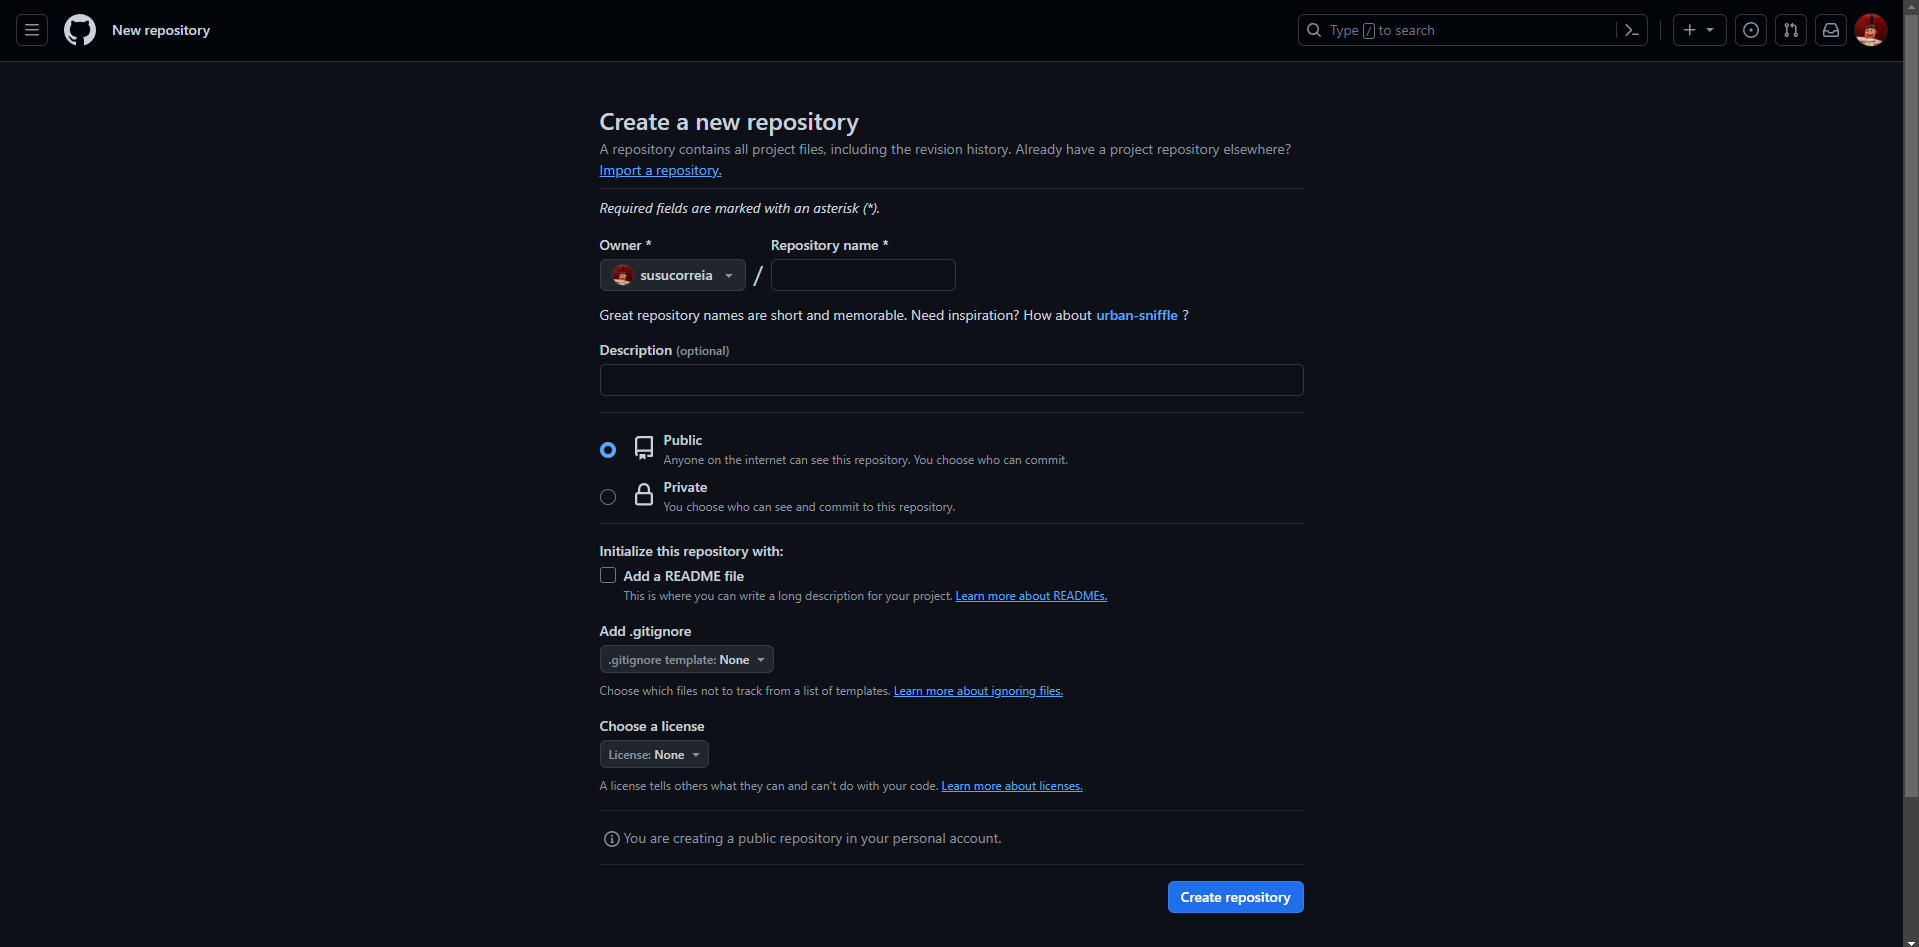 New repository
Type / to search
Create a new repository
A repository contains all project files, including the revision history. Already have a project repository elsewhere?
Import a repository.
Required fields are marked with an asterisk (*).
Owner *
Repository name *
susucorreia
/
Great repository names are short and memorable. Need inspiration? How about urban-sniffle ?
Description (optional)
Public
Anyone on the internet can see this repository. You choose who can commit.
Private
You choose who can see and commit to this repository.
Initialize this repository with:
Add a README file
This is where you can write a long description for your project. Learn more about READMEs.
Add .gitignore
.gitignore template: None
Choose which files not to track from a list of templates. Learn more about ignoring files.
Choose a license
License: None
A license tells others what they can and can't do with your code. Learn more about licenses.
You are creating a public repository in your personal account.
Create repository